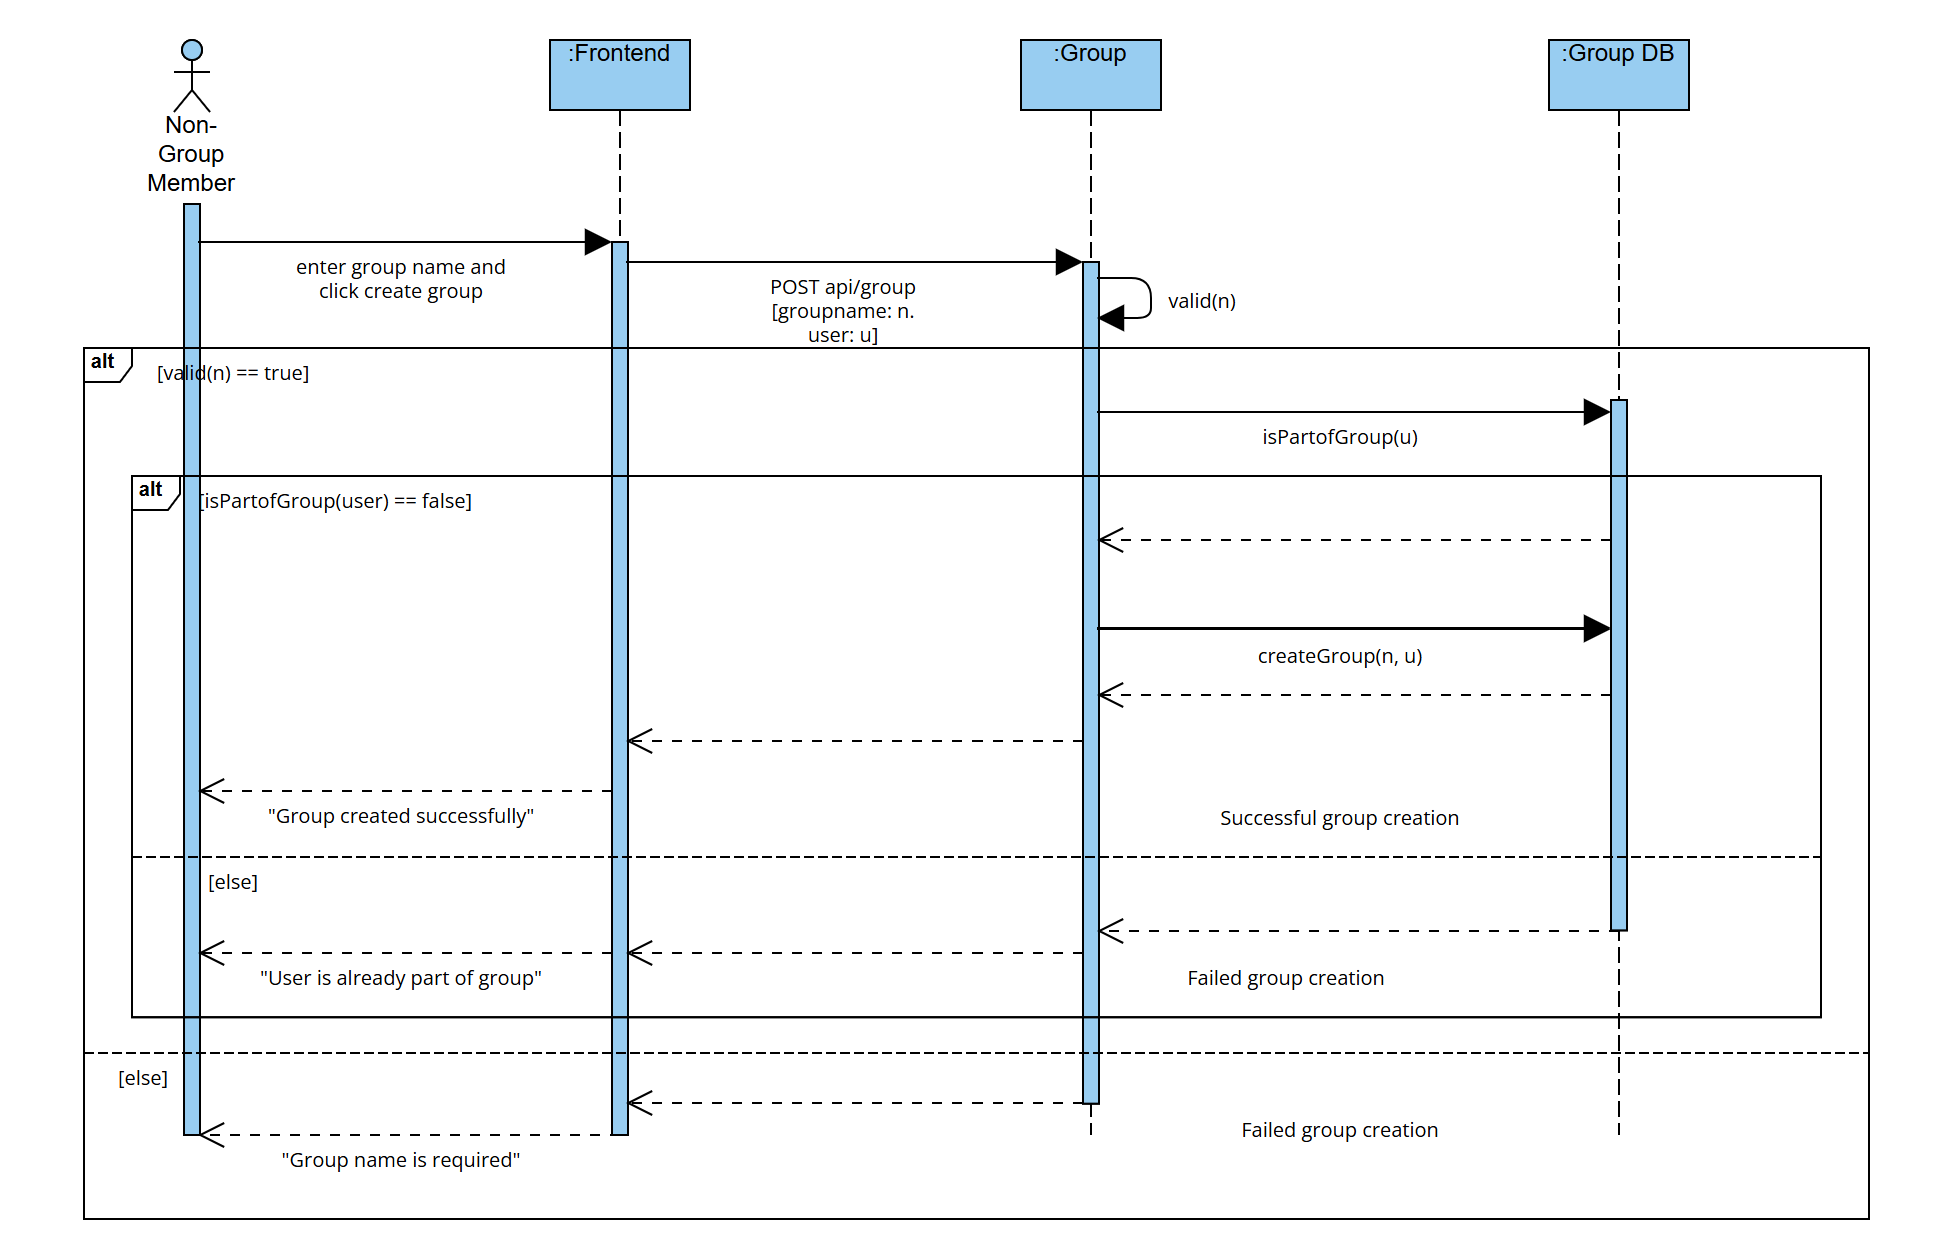 :Frontend
:Group
:Group DB
Non-
Group
Member
enter group name and
click create group
POST api/group
[groupname: n.
user: u]
valid(n)
alt
[valid(n) == true]
isPartofGroup(u)
alt
[isPartofGroup(user) == false]
createGroup(n, u)
"Group created successfully"
Successful group creation
[else]
"User is already part of group"
Failed group creation
[else]
Failed group creation
"Group name is required"